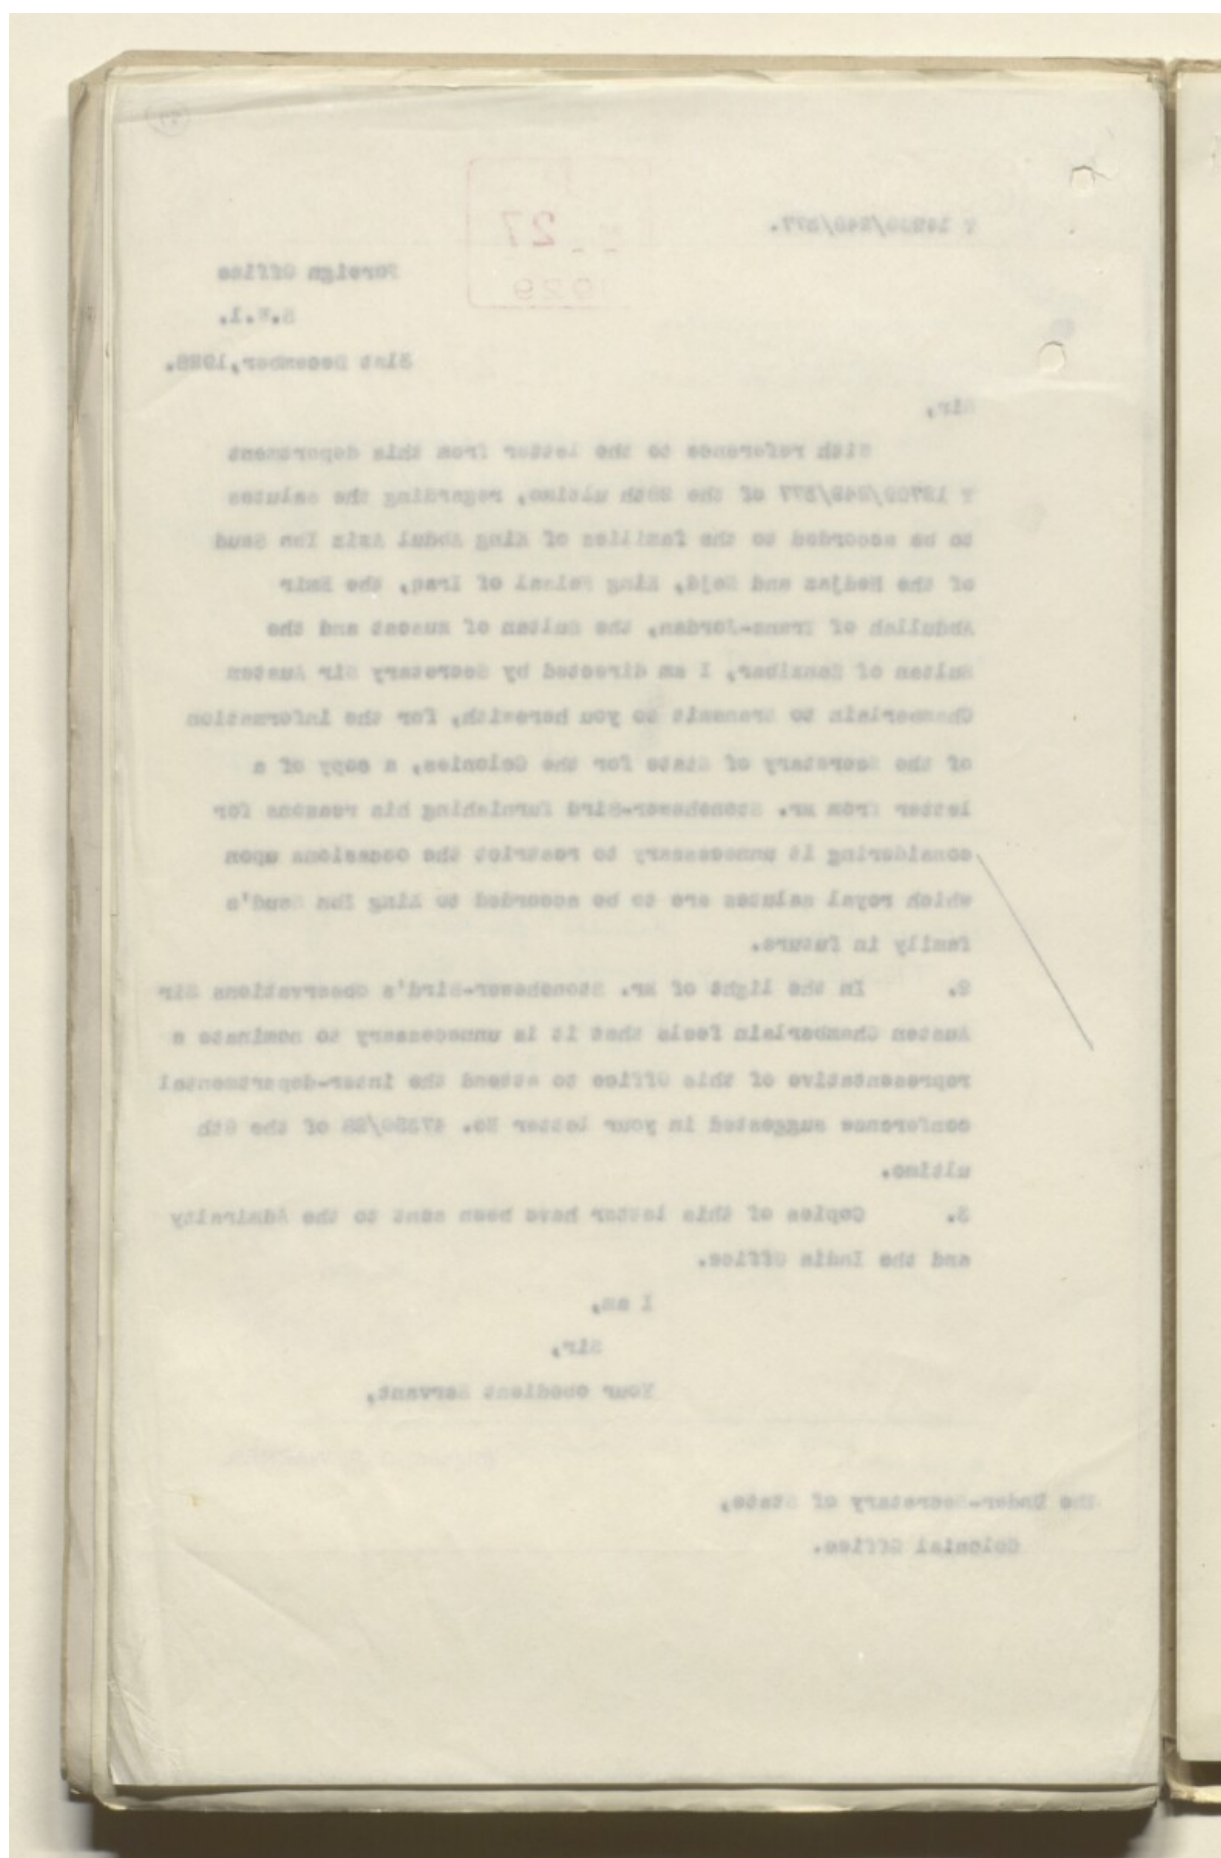 T 14990/249/377.
27
1929
Foreign Office
S.W.1.
31st December, 1928.
Sir,
With reference to the letter from this department
T 13709/249/377 of the 28th ultimo, regarding the salutes
to be accorded to the families of King Abdul Aziz Ibn Saud
of the Hedjaz and Nejd, King Faisal of Iraq, the Emir
Abdullah of Trans-Jordan, the Sultan of Muscat and the
Sultan of Zanzibar, I am directed by Secretary Sir Austen
Chamberlain to transmit to you herewith, for the information
of the Secretary of State for the Colonies, a copy of a
letter from Mr. Stonehewer-Bird furnishing his reasons for
considering it unnecessary to restrict the occasions upon
which royal salutes are to be accorded to King Ibn Saud's
family in future.
2. In the light of Mr. Stonehewer-Bird's observations Sir
Austen Chamberlain feels that it is unnecessary to nominate a
representative of this Office to attend the inter-departmental
conference suggested in your letter No. of the 6th
ultimo.
3. Copies of this letter have been sent to the Admiralty
and the India Office.
I am,
Sir,
Your obedient Servant,
The Under-Secretary of State,
Colonial Office.